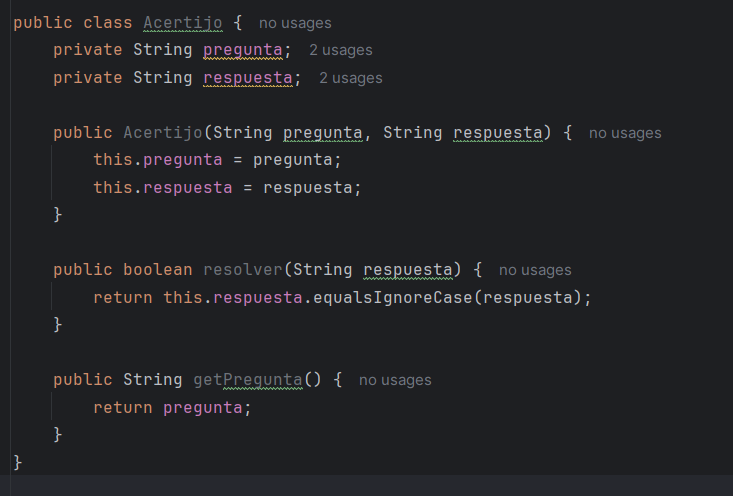 public class Acertijo {  no usages
    private String pregunta;  2 usages
    private String respuesta;  2 usages

    public Acertijo(String pregunta, String respuesta) {  no usages
        this.pregunta = pregunta;
        this.respuesta = respuesta;
    }

    public boolean resolver(String respuesta) {  no usages
        return this.respuesta.equalsIgnoreCase(respuesta);
    }

    public String getPregunta() {  no usages
        return pregunta;
    }
}